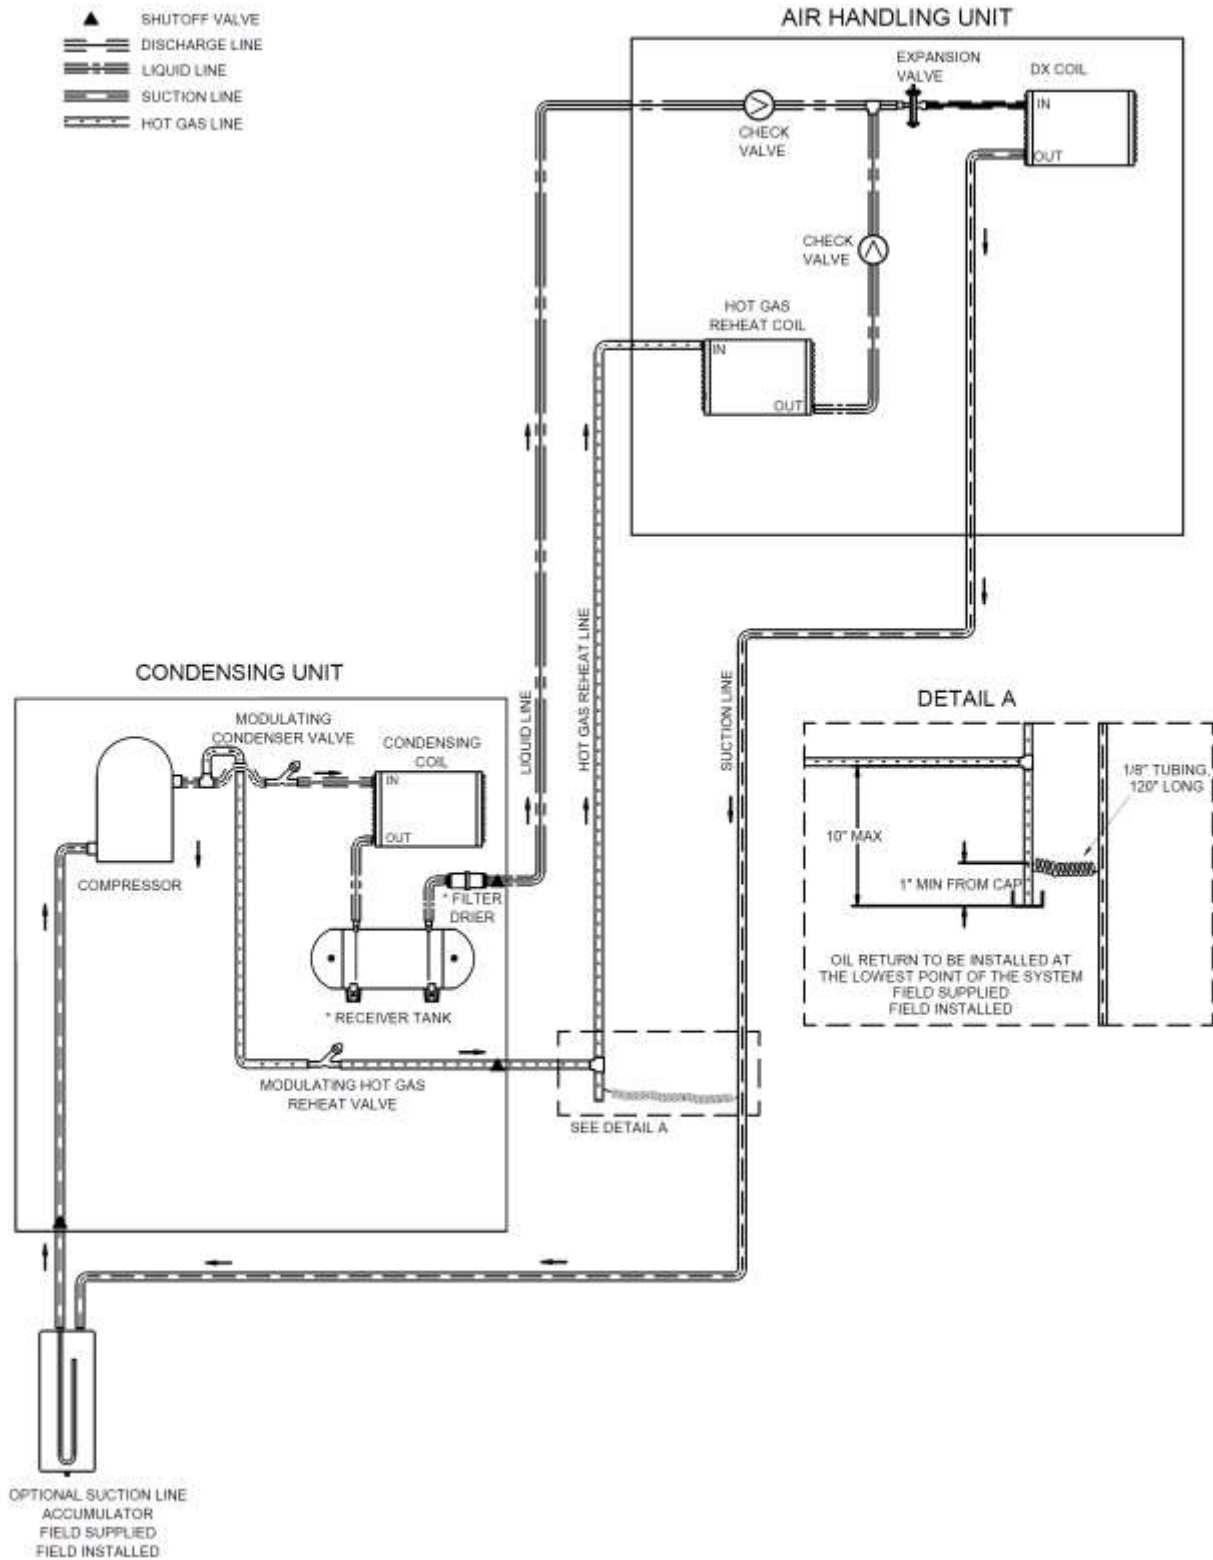 SHUTOFF VALVE
DISCHARGE LINE
LIQUID LINE
SUCTION LINE
HOT GAS LINE
AIR HANDLING UNIT
EXPANSION
VALVE
DX COIL
IN
OUT
CHECK
VALVE
CHECK
VALVE
HOT GAS
REHEAT COIL
IN
OUT
LIQUID LINE
HOT GAS REHEAT LINE
SUCTION LINE
CONDENSING UNIT
MODULATING
CONDENSER VALVE
CONDENSING
COIL
IN
OUT
COMPRESSOR
* FILTER
DRIER
* RECEIVER TANK
MODULATING HOT GAS
REHEAT VALVE
SEE DETAIL A
DETAIL A
1/8" TUBING,
120" LONG
10" MAX
1" MIN FROM CAP
OIL RETURN TO BE INSTALLED AT
THE LOWEST POINT OF THE SYSTEM
FIELD SUPPLIED
FIELD INSTALLED
OPTIONAL SUCTION LINE
ACCUMULATOR
FIELD SUPPLIED
FIELD INSTALLED